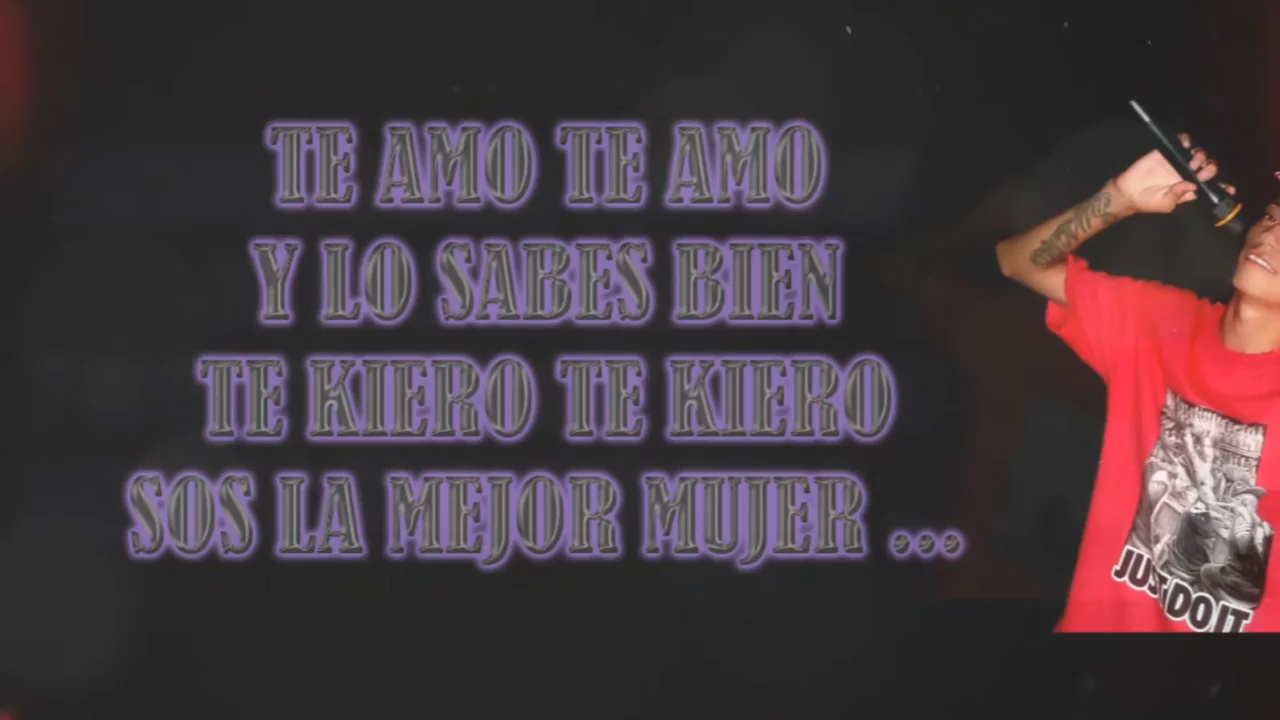 TE AMO TE AMO
Y LO SABES BIEN
TE KIERO TE KIERO
SOS LA MEJOR MUJER ...
JUST DO IT